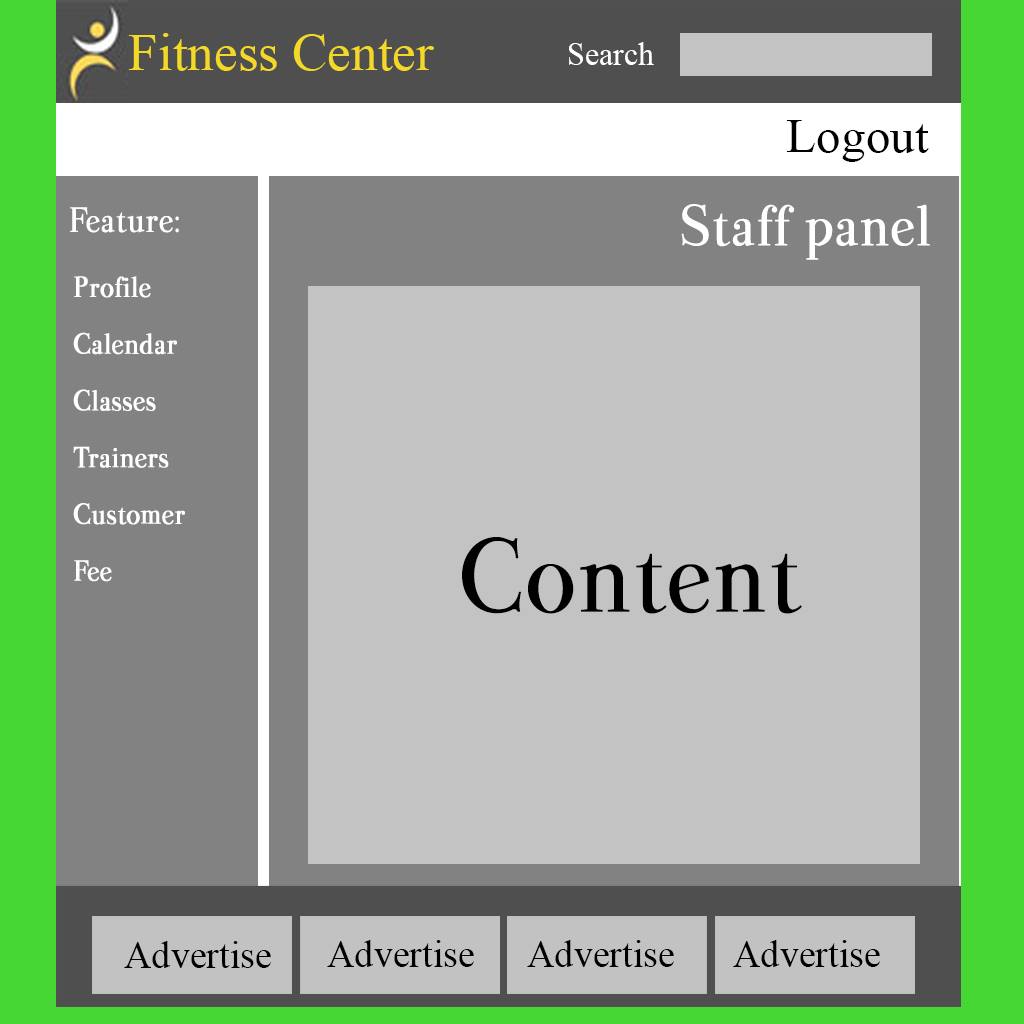 Fitness Center
Search
Logout
Feature:
Profile
Calendar
Classes
Trainers
Customer
Fee
Staff panel
Content
Advertise
Advertise
Advertise
Advertise